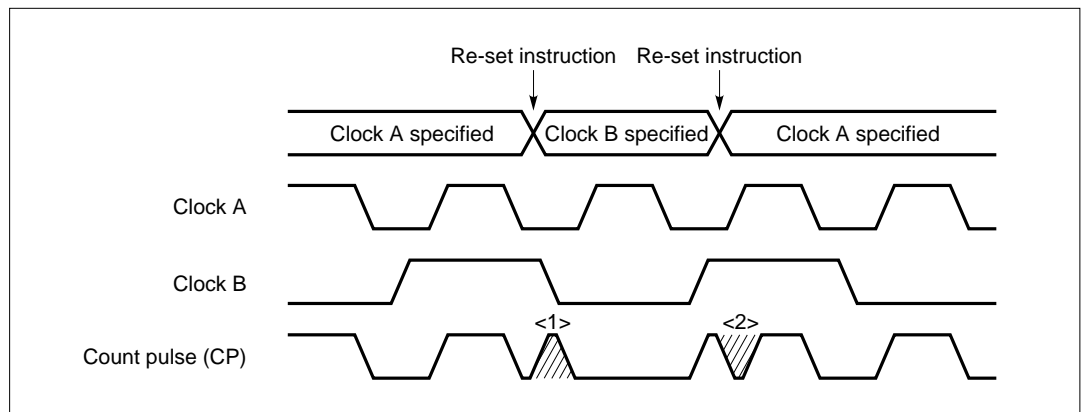 Re-set instruction Re-set instruction
Clock A specified Clock B specified Clock A specified
Clock A
Clock B
<1> <2>
Count pulse (CP)